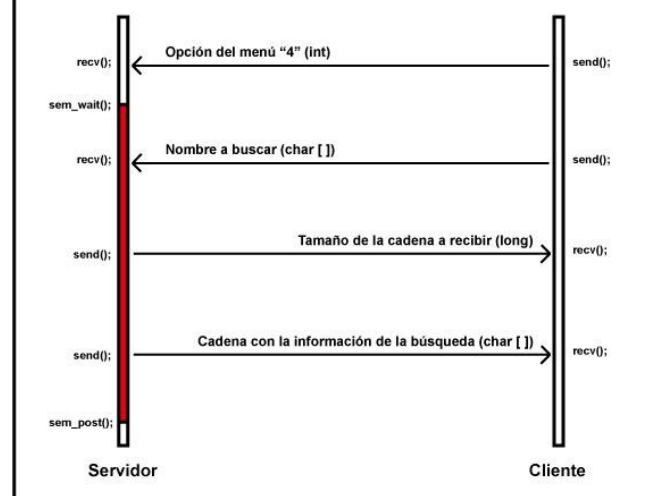 Opción del menú “4” (int)
recv();
send();
sem_wait();
Nombre a buscar (char [ ])
recv();
send();
Tamaño de la cadena a recibir (long)
send();
recv();
Cadena con la información de la búsqueda (char [ ])
send();
recv();
sem_post();
Servidor
Cliente